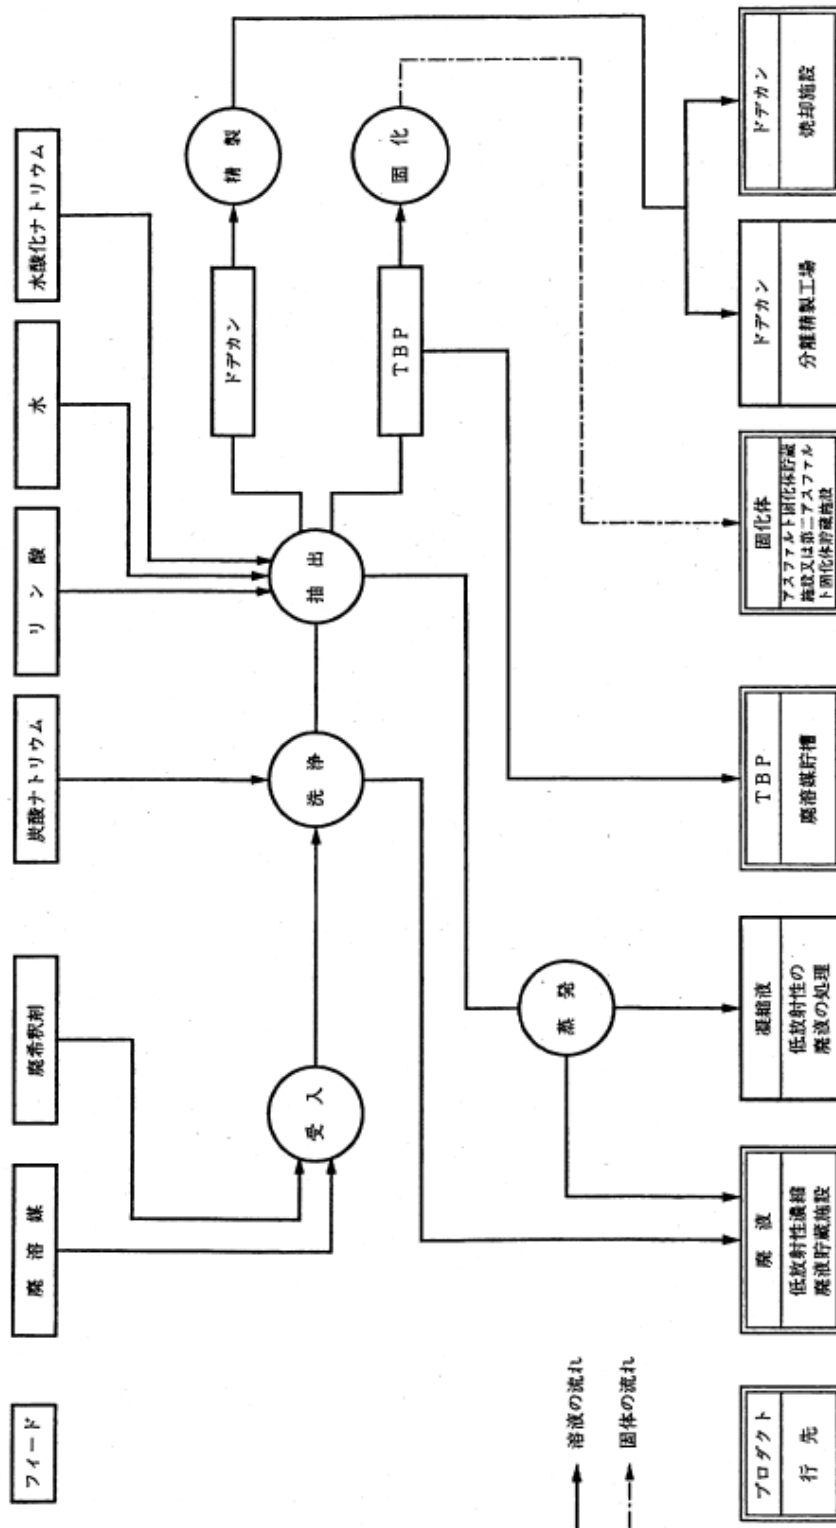 フィード
廃溶媒
廃希釈剤
炭酸ナトリウム
リン酸
水
水酸化ナトリウム
受入
洗浄
抽出
ドデカン
精製
TBP
固化
蒸発
溶液の流れ
固体の流れ
プロダクト
行先
廃液
低放射性濃縮
廃液貯蔵施設
凝縮液
低放射性の
廃液の処理
TBP
廃溶媒貯槽
固化体
アスファルト固化体貯蔵
施設又は第二アスファル
ト固化体貯蔵施設
ドデカン
分離精製工場
ドデカン
焼却施設